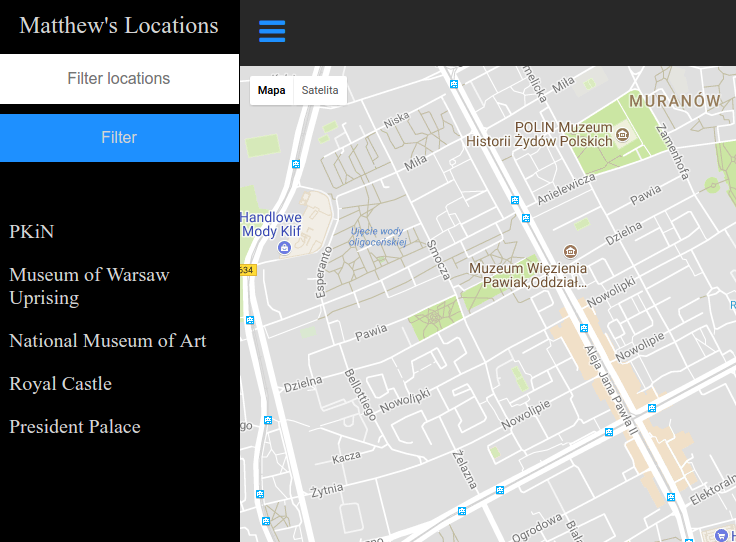 Matthew's Locations
Filter locations
Filter
PKiN
Museum of Warsaw
Uprising
National Museum of Art
Royal Castle
President Palace
Mapa
Satelita
Miła
MURANÓW
Niska
POLIN Muzeum
Historii Żydów Polskich
Zamenhofa
Miła
Anielewicza
Pawia
Handlowe
Mody Klif
Ujęcie wody
oligoceńskiej
Dzielna
Smocza
Esperanto
634
Muzeum Więzienia
Pawiak,Oddział...
Nowolipki
Pawia
Nowolipie
Aleja Jana Pawła II
Dzielna
Bellottiego
Nowolipki
Nowolipie
go
Kacza
Żelazna
Żytnia
Elektoralna
Ogrodowa